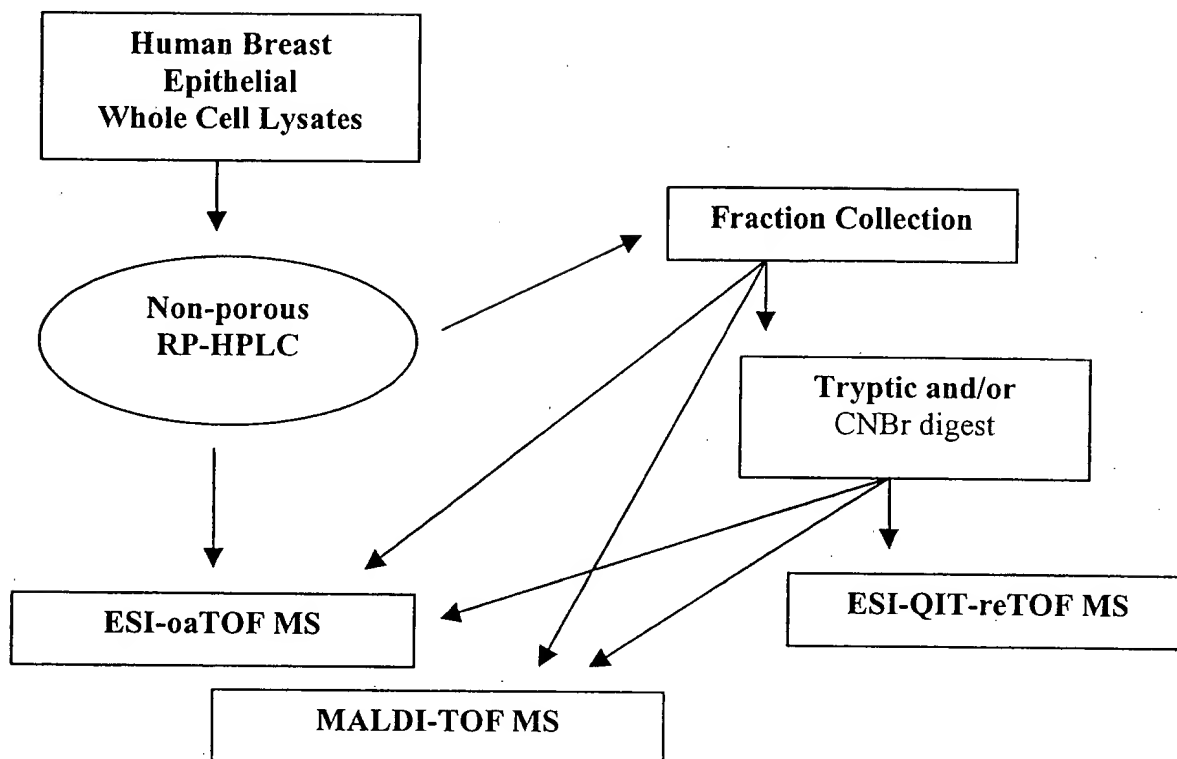 Human Breast
Epithelial
Whole Cell Lysates
Fraction Collection
Non-porous
RP-HPLC
Tryptic and/or
CNBr digest
ESI-oaTOF MS
ESI-QIT-reTOF MS
MALDI-TOF MS